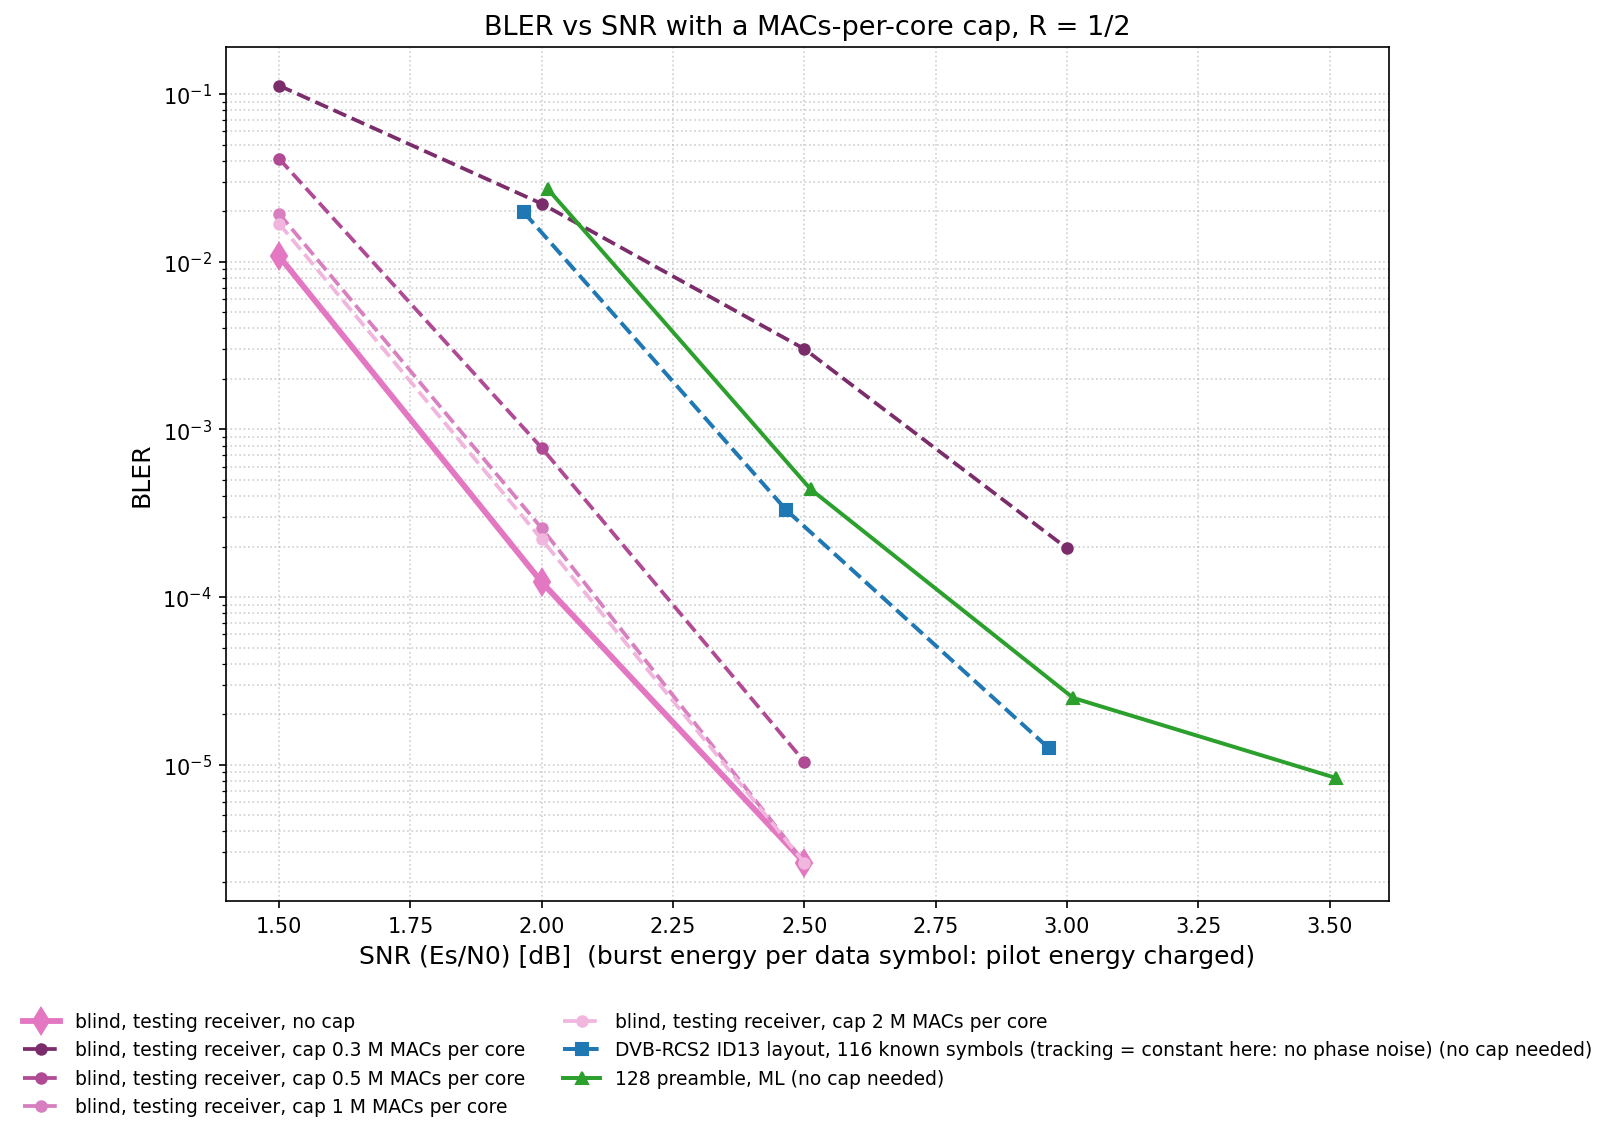 BLER vs SNR with a MACs-per-core cap, R = 1/2
BLER
10⁻¹
10⁻²
10⁻³
10⁻⁴
10⁻⁵
1.50 1.75 2.00 2.25 2.50 2.75 3.00 3.25 3.50
SNR (Es/N0) [dB]  (burst energy per data symbol: pilot energy charged)
blind, testing receiver, no cap
blind, testing receiver, cap 0.3 M MACs per core
blind, testing receiver, cap 0.5 M MACs per core
blind, testing receiver, cap 1 M MACs per core
blind, testing receiver, cap 2 M MACs per core
DVB-RCS2 ID13 layout, 116 known symbols (tracking = constant here: no phase noise) (no cap needed)
128 preamble, ML (no cap needed)